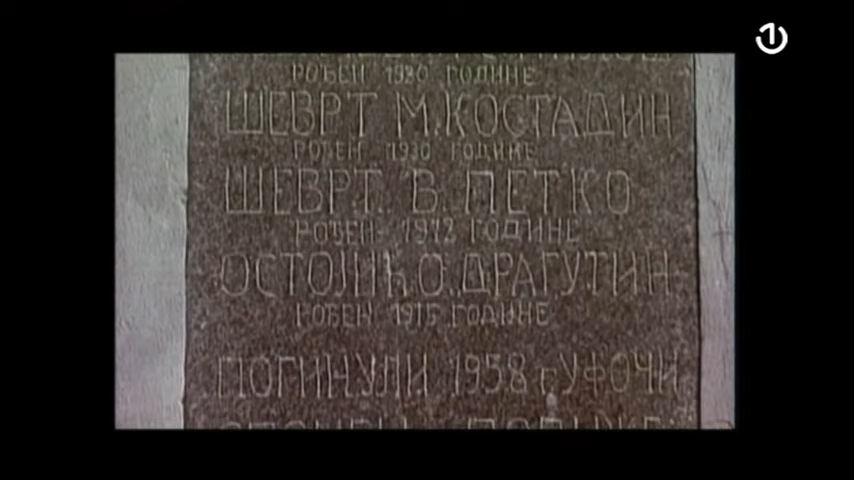 РОЂЕН 1930 ГОДИНЕ
ШЕВРТ М. КОСТАДИН
РОЂЕН 1930 ГОДИНЕ
ШЕВРТ В. ПЕТКО
РОЂЕН 1942 ГОДИНЕ
ОСТОЈИЋ О. ДРАГУТИН
РОЂЕН 1915 ГОДИНЕ
ПОГИНУЛИ 1958 г. У ФОЧИ